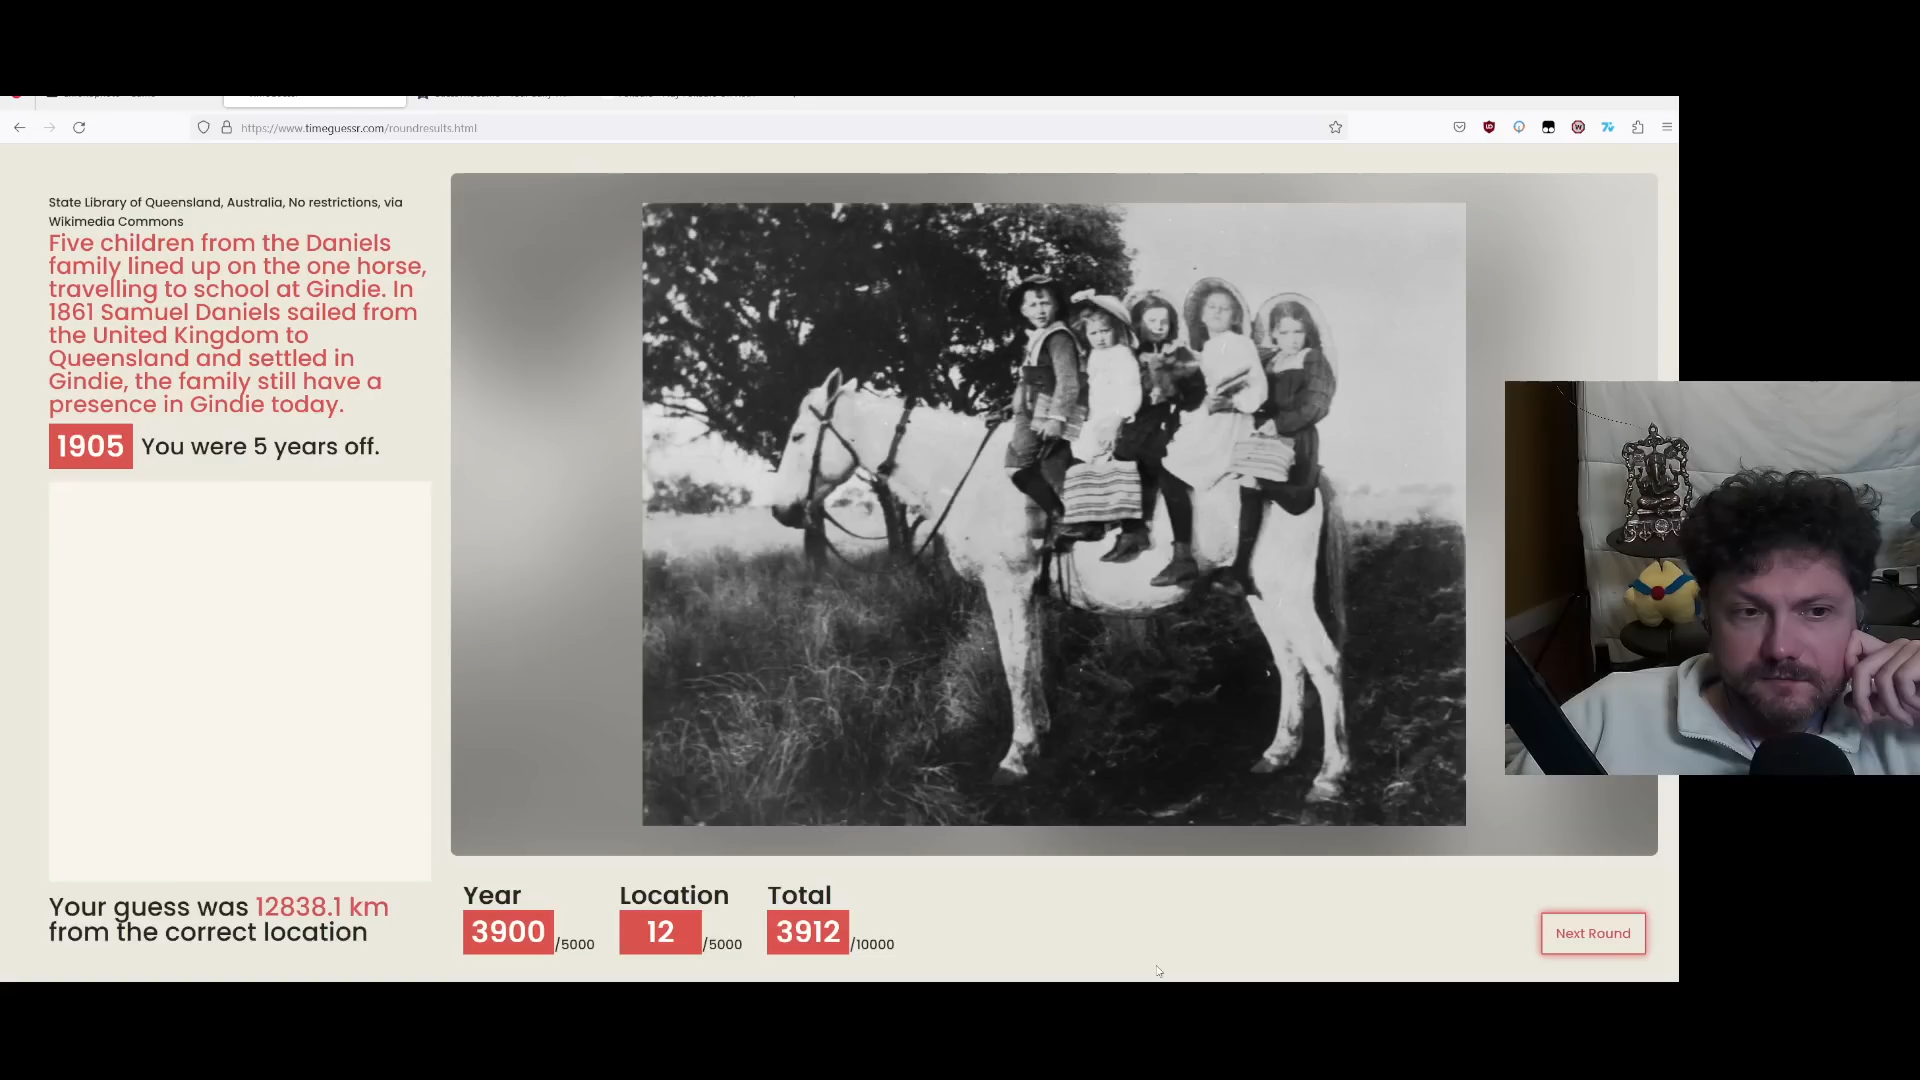 https://www.timeguessr.com/roundresults.html
State Library of Queensland, Australia, No restrictions, via
Wikimedia Commons
Five children from the Daniels
family lined up on the one horse,
travelling to school at Gindie. In
1861 Samuel Daniels sailed from
the United Kingdom to
Queensland and settled in
Gindie, the family still have a
presence in Gindie today.
1905 You were 5 years off.
Your guess was 12838.1 km
from the correct location
Year Location Total
3900 /5000 12 /5000 3912 /10000
Next Round